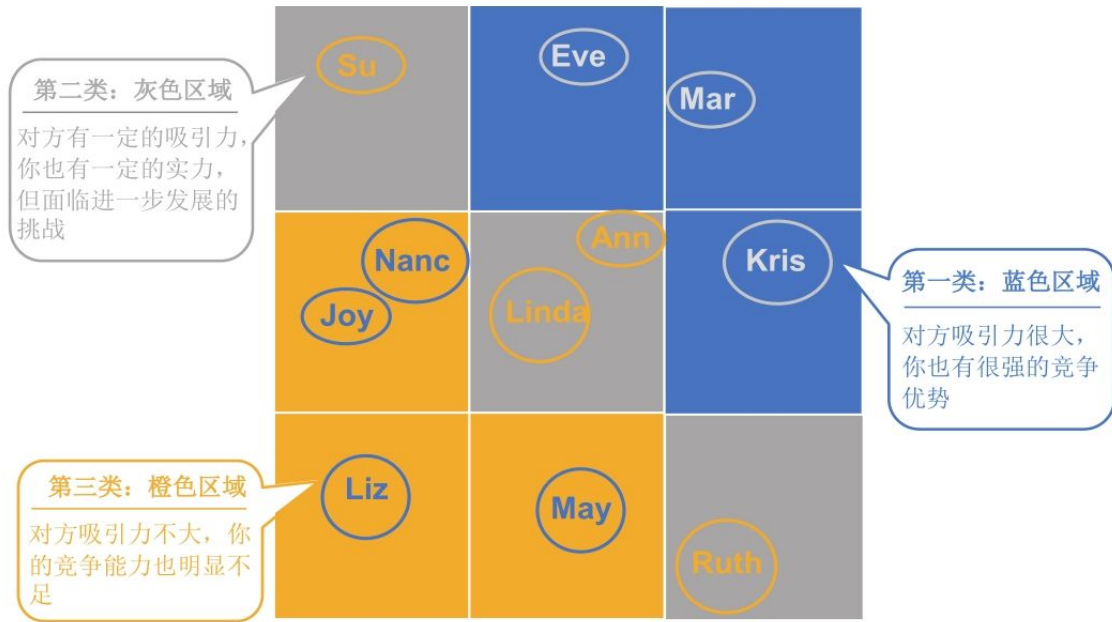 Su
Eve
Mar
第二类：灰色区域
对方有一定的吸引力，
你也有一定的实力，
但面临进一步发展的
挑战
Nanc
Joy
Ann
Linda
Kris
第一类：蓝色区域
对方吸引力很大，
你也有很强的竞争
优势
Liz
May
Ruth
第三类：橙色区域
对方吸引力不大，你
的竞争能力也明显不
足